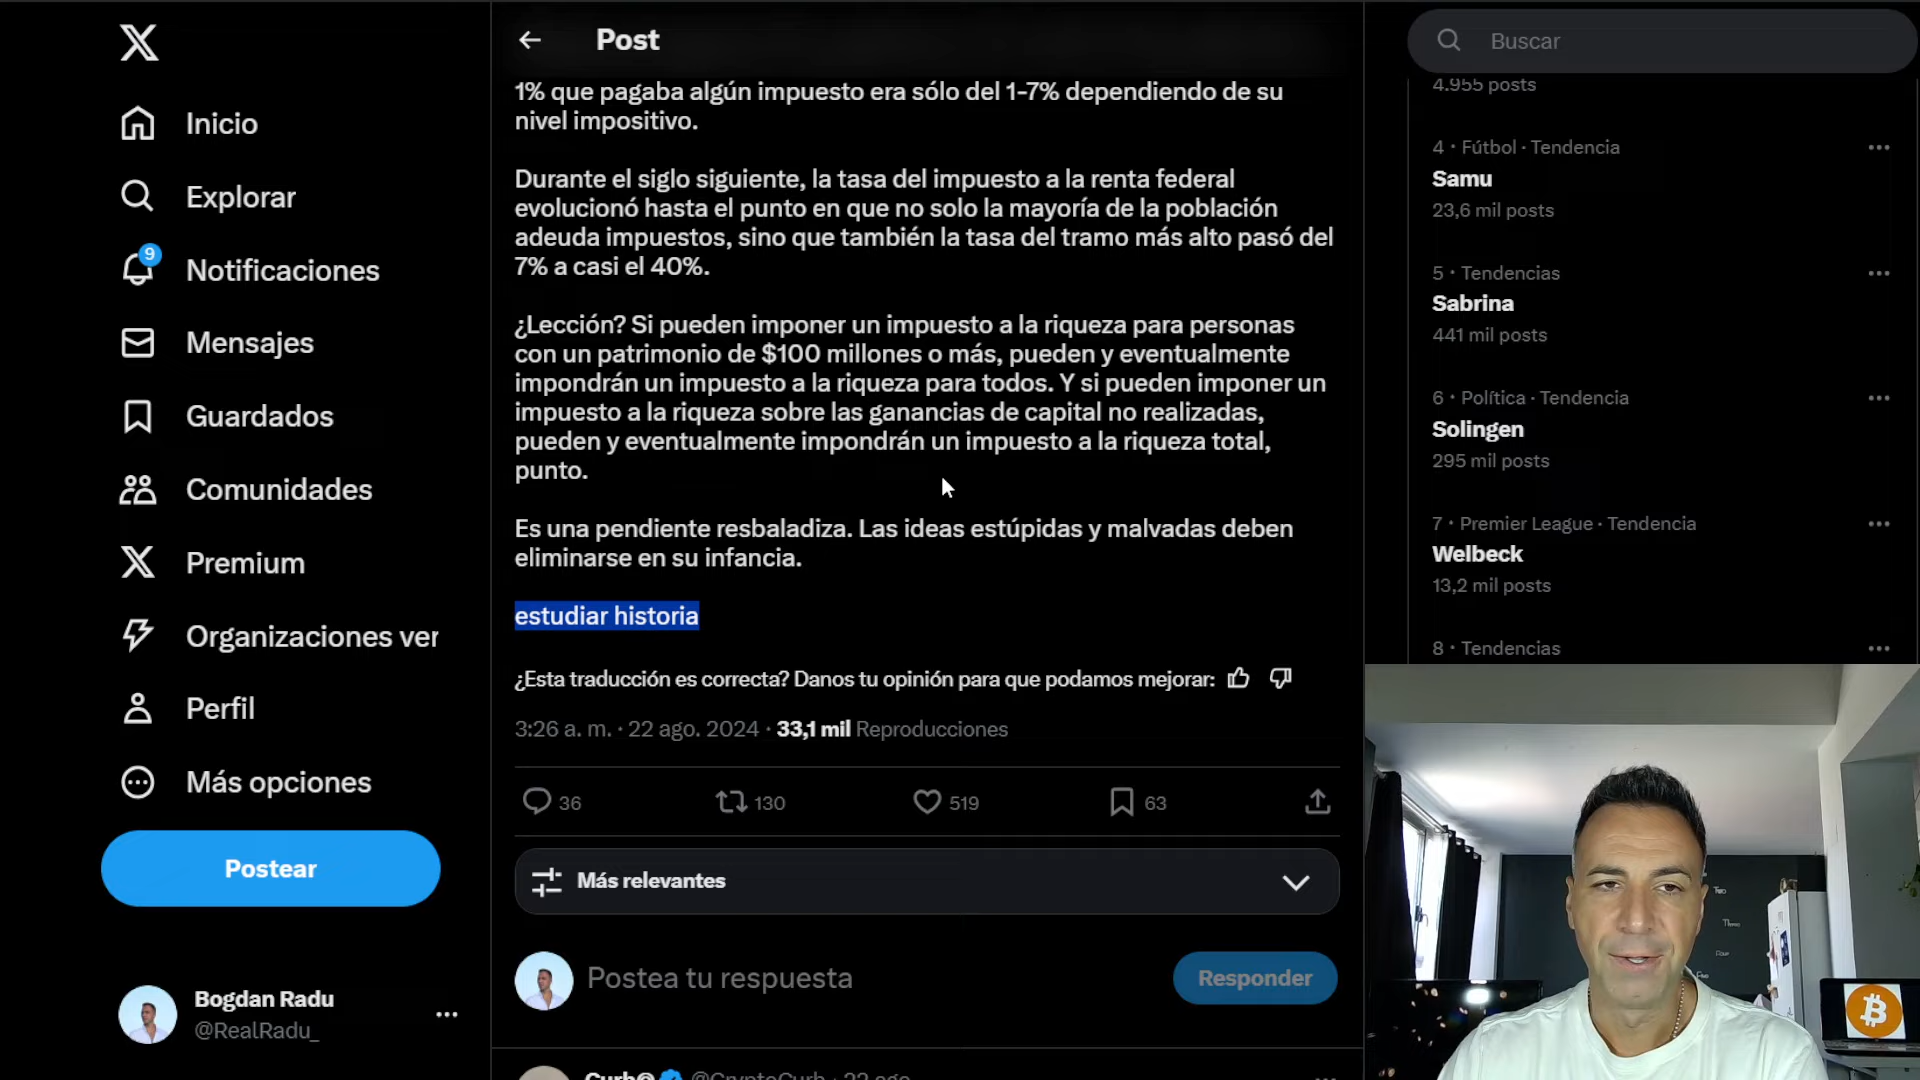 Inicio
Explorar
9
Notificaciones
Mensajes
Guardados
Comunidades
Premium
Organizaciones ver
Perfil
Más opciones
Postear
Bogdan Radu
@RealRadu_
Post
1% que pagaba algún impuesto era sólo del 1-7% dependiendo de su
nivel impositivo.
Durante el siglo siguiente, la tasa del impuesto a la renta federal
evolucionó hasta el punto en que no solo la mayoría de la población
adeuda impuestos, sino que también la tasa del tramo más alto pasó del
7% a casi el 40%.
¿Lección? Si pueden imponer un impuesto a la riqueza para personas
con un patrimonio de $100 millones o más, pueden y eventualmente
impondrán un impuesto a la riqueza para todos. Y si pueden imponer un
impuesto a la riqueza sobre las ganancias de capital no realizadas,
pueden y eventualmente impondrán un impuesto a la riqueza total,
punto.
Es una pendiente resbaladiza. Las ideas estúpidas y malvadas deben
eliminarse en su infancia.
estudiar historia
¿Esta traducción es correcta? Danos tu opinión para que podamos mejorar:
3:26 a. m. · 22 ago. 2024 · 33,1 mil Reproducciones
36 130 519 63
Más relevantes
Postea tu respuesta
Responder
Curb® @CryptoCurb · 22 ago.
Buscar
4.955 posts
4 · Fútbol · Tendencia
Samu
23,6 mil posts
5 · Tendencias
Sabrina
441 mil posts
6 · Política · Tendencia
Solingen
295 mil posts
7 · Premier League · Tendencia
Welbeck
13,2 mil posts
8 · Tendencias